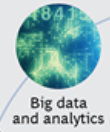 Big data
and analytics